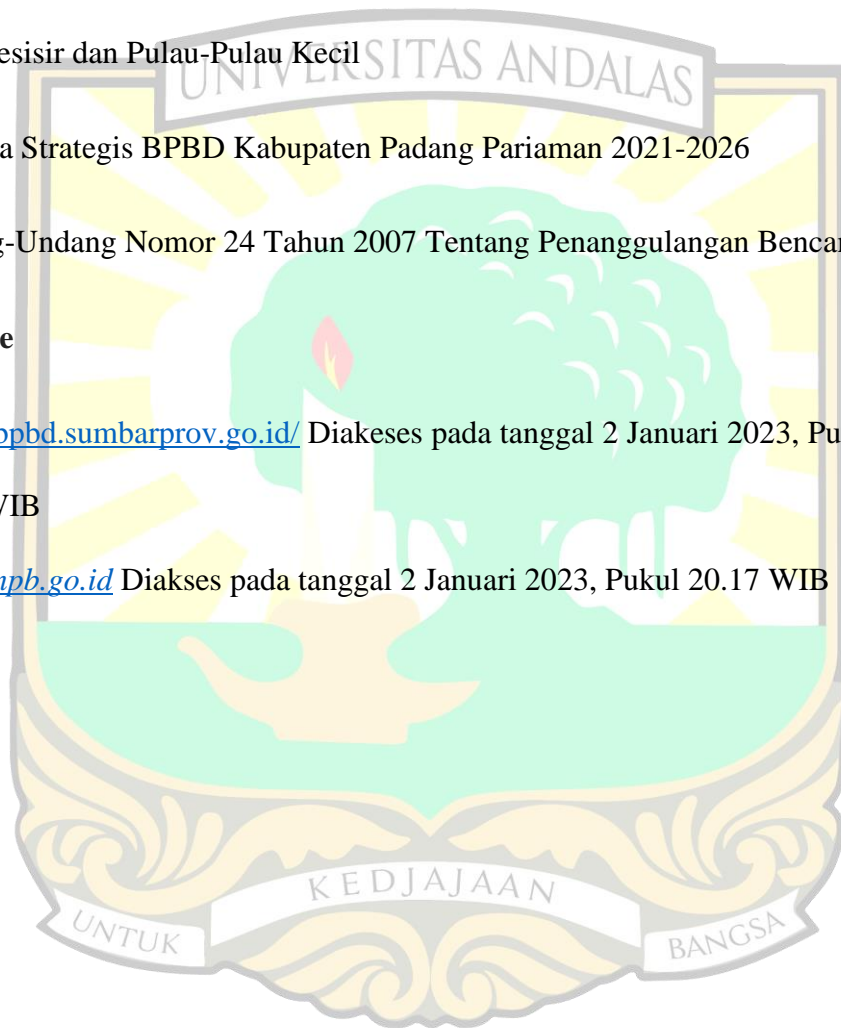 UNIVERSITAS ANDALAS
esisir dan Pulau-Pulau Kecil
a Strategis BPBD Kabupaten Padang Pariaman 2021-2026
g-Undang Nomor 24 Tahun 2007 Tentang Penanggulangan Bencan
e
bpbd.sumbarprov.go.id/ Diakeses pada tanggal 2 Januari 2023, Pu
WIB
npb.go.id Diakses pada tanggal 2 Januari 2023, Pukul 20.17 WIB
UNTUK KEDJAJAAN BANGSA